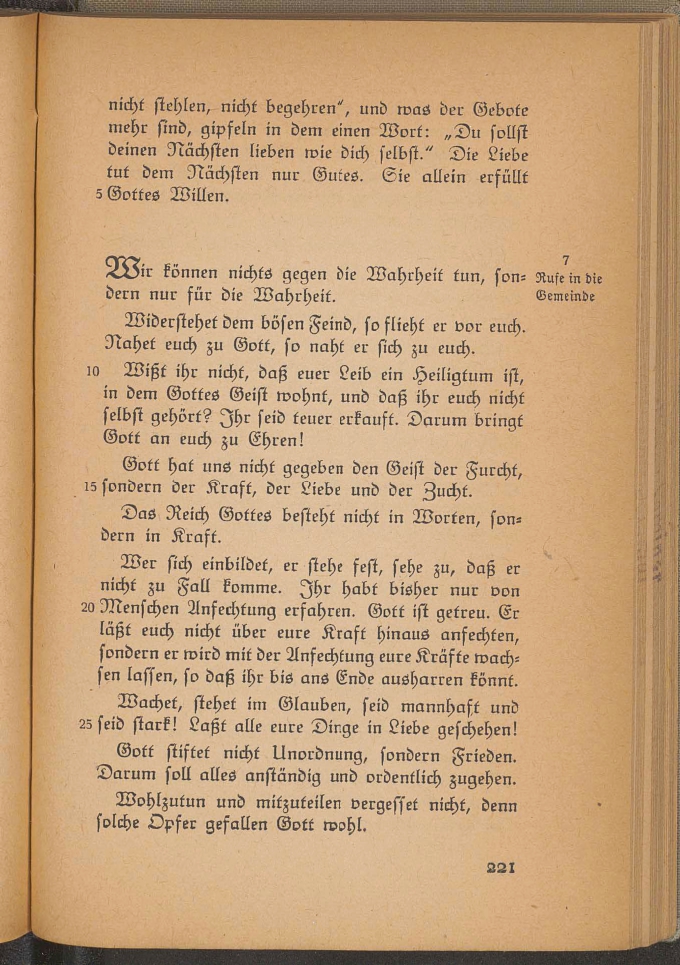 nicht stehlen, nicht begehren", und was der Gebote
mehr sind, gipfeln in dem einen Wort: „Du sollst
deinen Nächsten lieben wie dich selbst.“ Die Liebe
tut dem Nächsten nur Gutes. Sie allein erfüllt
5 Gottes Willen.
7
Rufe in die
Gemeinde
Wir können nichts gegen die Wahrheit tun, son-
dern nur für die Wahrheit.
Widerstehet dem bösen Feind, so flieht er vor euch.
Nahet euch zu Gott, so naht er sich zu euch.
10 Wißt ihr nicht, daß euer Leib ein Heiligtum ist,
in dem Gottes Geist wohnt, und daß ihr euch nicht
selbst gehört? Ihr seid teuer erkauft. Darum bringt
Gott an euch zu Ehren!
Gott hat uns nicht gegeben den Geist der Furcht,
15 sondern der Kraft, der Liebe und der Zucht.
Das Reich Gottes besteht nicht in Worten, son-
dern in Kraft.
Wer sich einbildet, er stehe fest, sehe zu, daß er
nicht zu Fall komme. Ihr habt bisher nur von
20 Menschen Anfechtung erfahren. Gott ist getreu. Er
läßt euch nicht über eure Kraft hinaus anfechten,
sondern er wird mit der Anfechtung eure Kräfte wach-
sen lassen, so daß ihr bis ans Ende ausharren könnt.
Wachet, stehet im Glauben, seid mannhaft und
25 seid stark! Laßt alle eure Dinge in Liebe geschehen!
Gott stiftet nicht Unordnung, sondern Frieden.
Darum soll alles anständig und ordentlich zugehen.
Wohlzutun und mitzuteilen vergesset nicht, denn
solche Opfer gefallen Gott wohl.
221